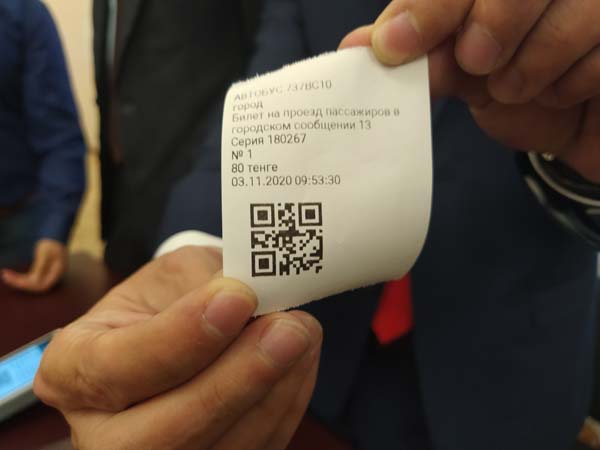 АВТОБУС 737BC10
город
Билет на проезд пассажиров в
городском сообщении 13
Серия 180267
№ 1
80 тенге
03.11.2020 09:53:30